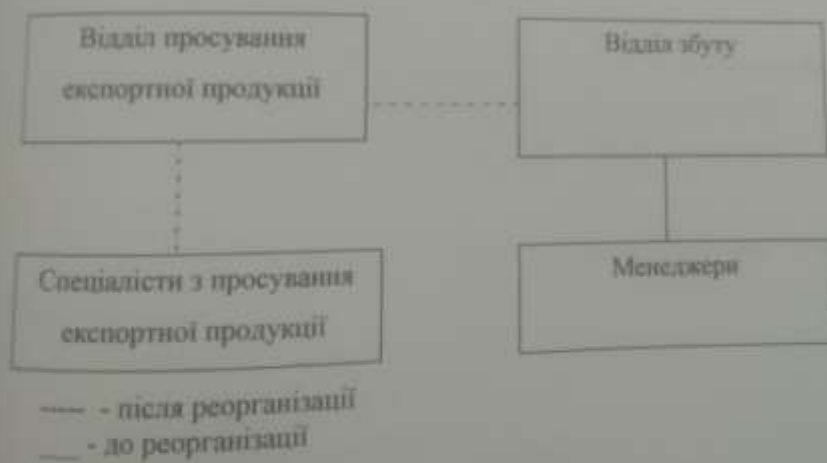 Відділ просування
експортної продукції
Відділ збуту
Спеціалісти з просування
експортної продукції
Менеджери
---- - після реорганізації
___ - до реорганізації